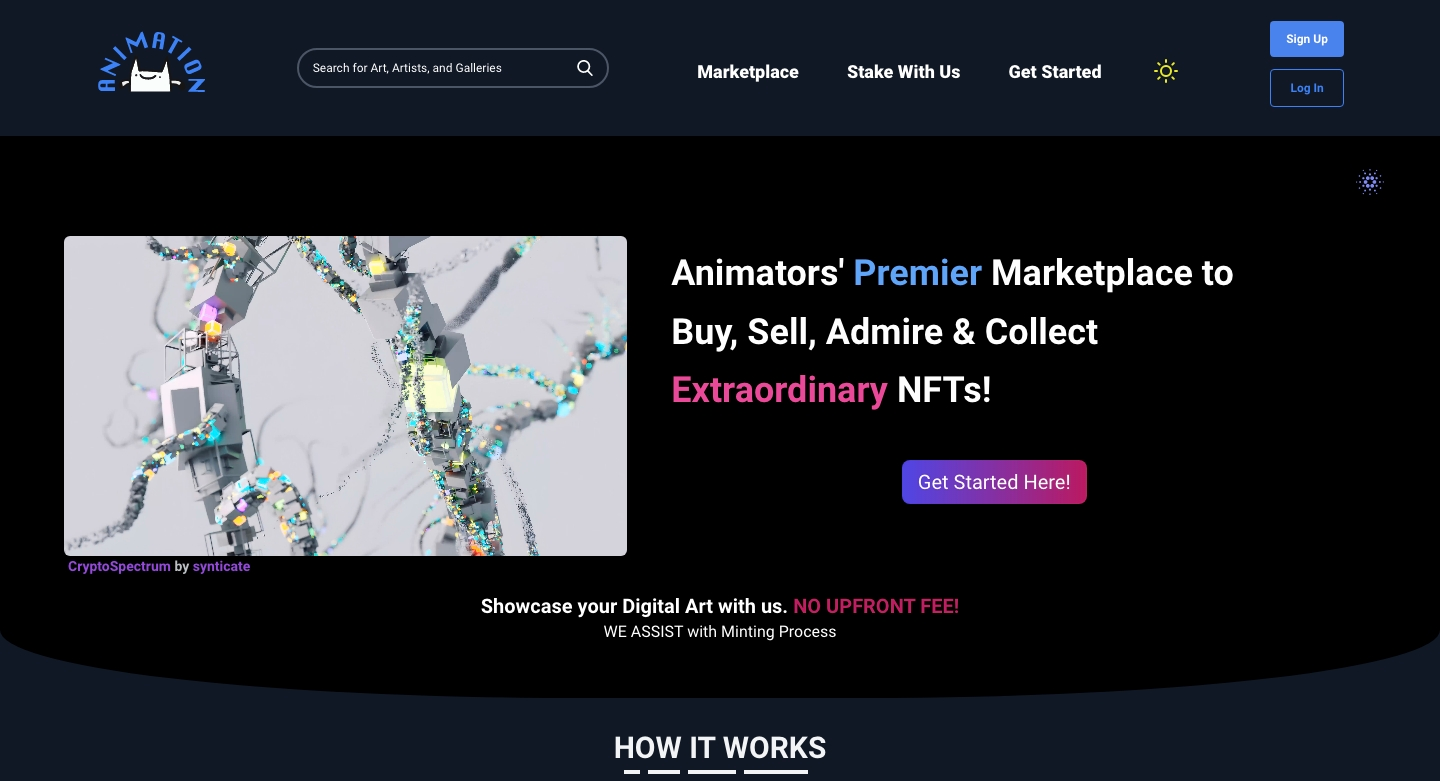 ANIMATION
Search for Art, Artists, and Galleries
Marketplace
Stake With Us
Get Started
Sign Up
Log In
Animators' Premier Marketplace to
Buy, Sell, Admire & Collect
Extraordinary NFTs!
Get Started Here!
CryptoSpectrum by synticate
Showcase your Digital Art with us. NO UPFRONT FEE!
WE ASSIST with Minting Process
HOW IT WORKS